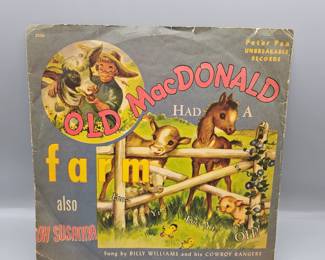 Peter Pan
UNBREAKABLE
RECORDS
OLD MacDONALD
HAD A
farm
also
OH SUSANNA
Sung by BILLY WILLIAMS and his COWBOY RANGERS